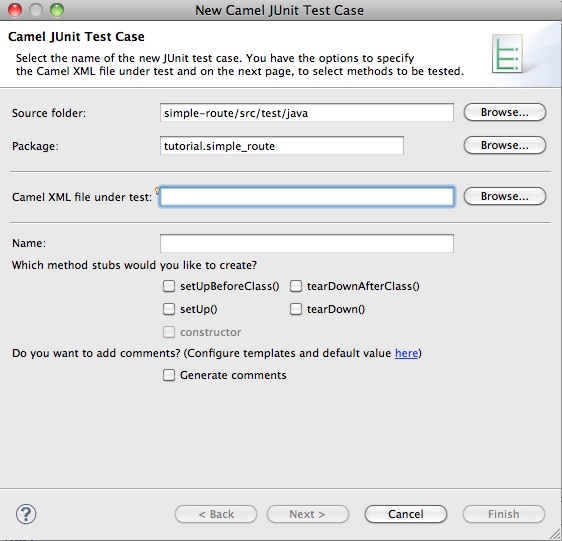 New Camel JUnit Test Case
Camel JUnit Test Case
Select the name of the new JUnit test case. You have the options to specify
the Camel XML file under test and on the next page, to select methods to be tested.
Source folder: simple-route/src/test/java Browse...
Package: tutorial.simple_route Browse...
Camel XML file under test: Browse...
Name:
Which method stubs would you like to create?
setUpBeforeClass() tearDownAfterClass()
setUp() tearDown()
constructor
Do you want to add comments? (Configure templates and default value here)
Generate comments
? < Back Next > Cancel Finish